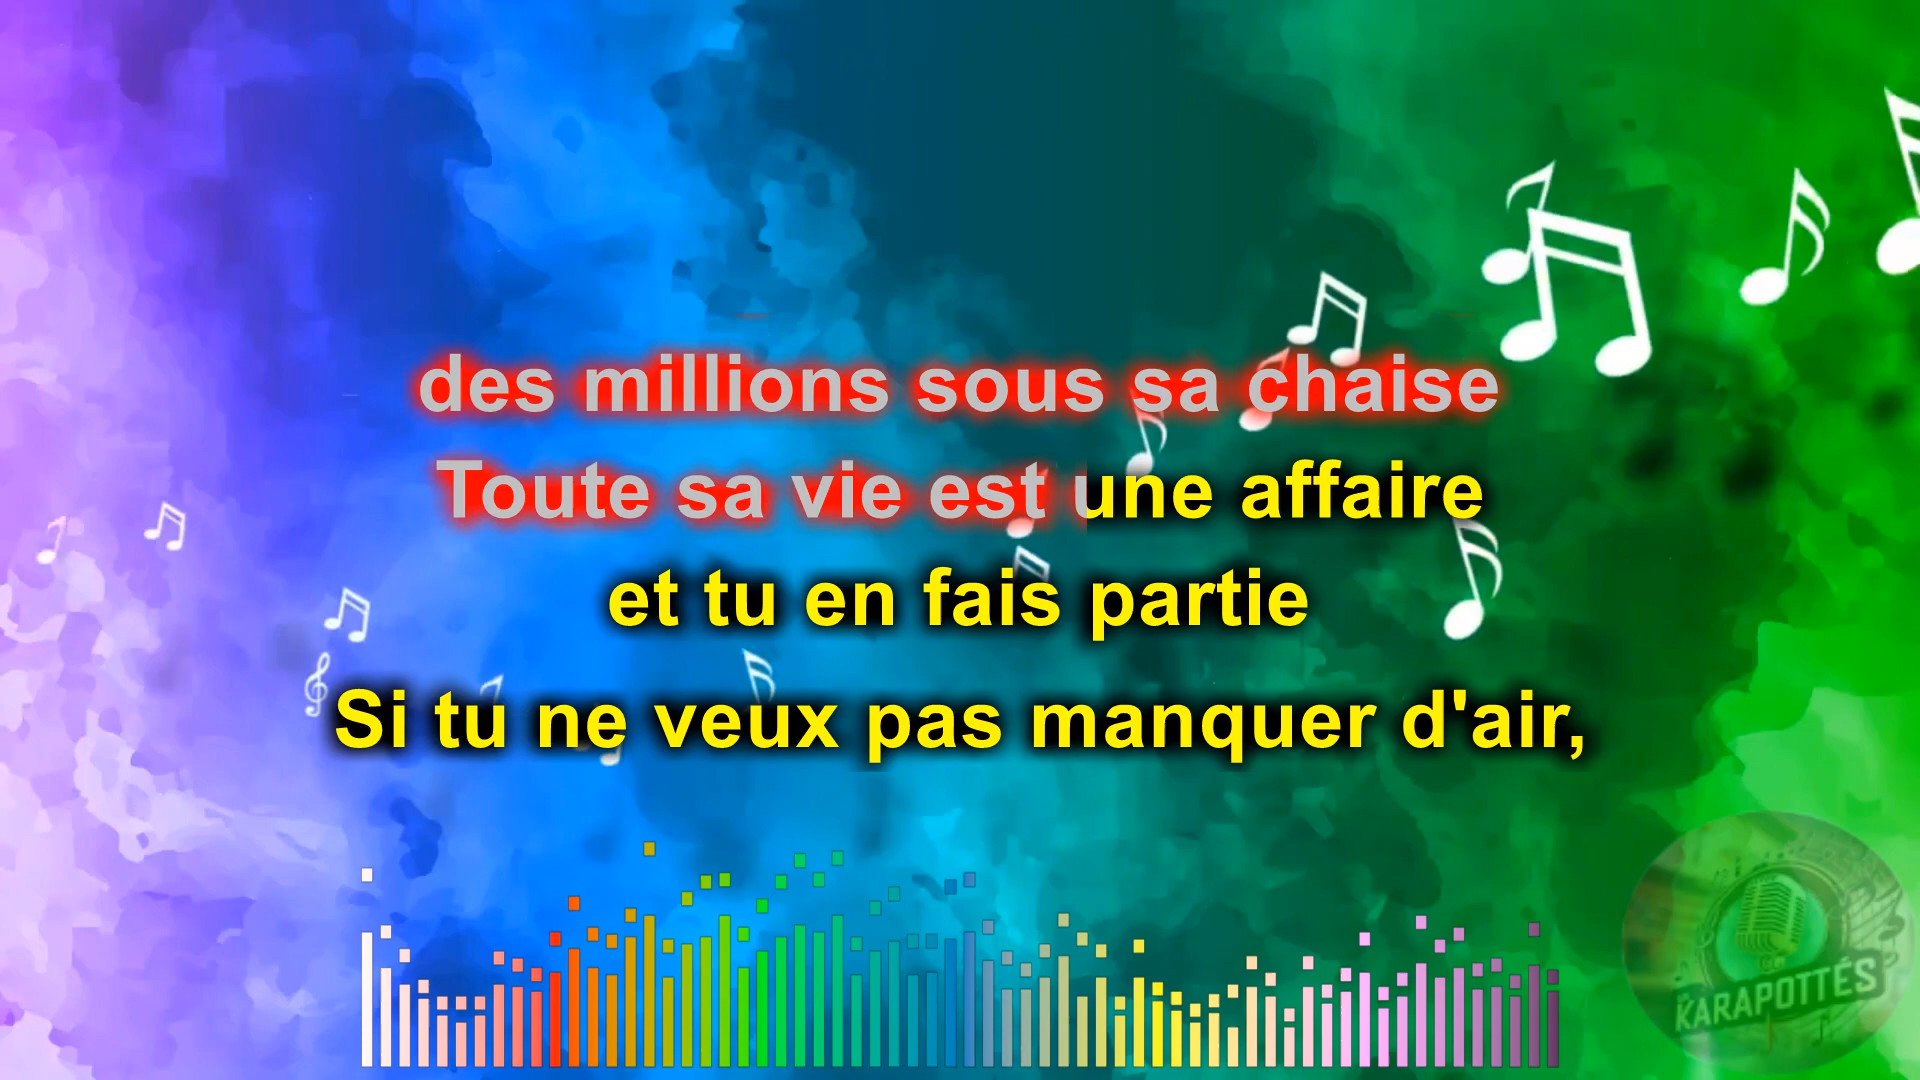 des millions sous sa chaise
Toute sa vie est une affaire
et tu en fais partie
Si tu ne veux pas manquer d'air,
KARAPOTTÉS